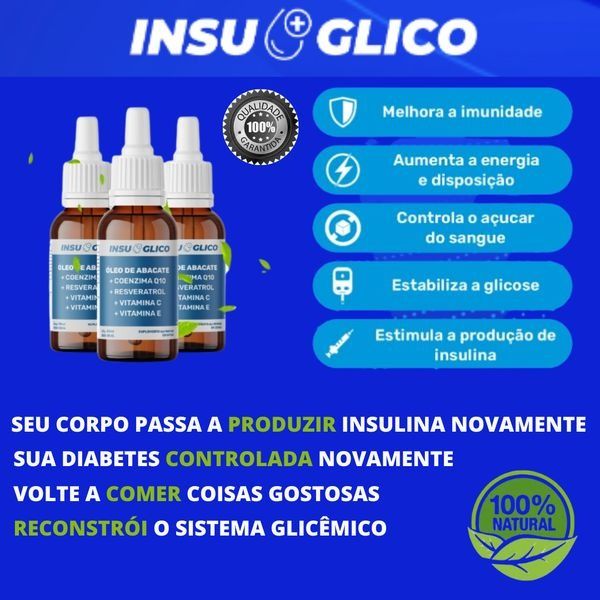 INSU GLICO
QUALIDADE
100%
GARANTIDA
Melhora a imunidade
Aumenta a energia
e disposição
Controla o açucar
do sangue
Estabiliza a glicose
Estimula a produção de
insulina
INSU GLICO
ÓLEO DE ABACATE
+ COENZIMA Q10
+ RESVERATROL
+ VITAMINA C
+ VITAMINA E
SEU CORPO PASSA A PRODUZIR INSULINA NOVAMENTE
SUA DIABETES CONTROLADA NOVAMENTE
VOLTE A COMER COISAS GOSTOSAS
RECONSTRÓI O SISTEMA GLICÊMICO
100%
NATURAL